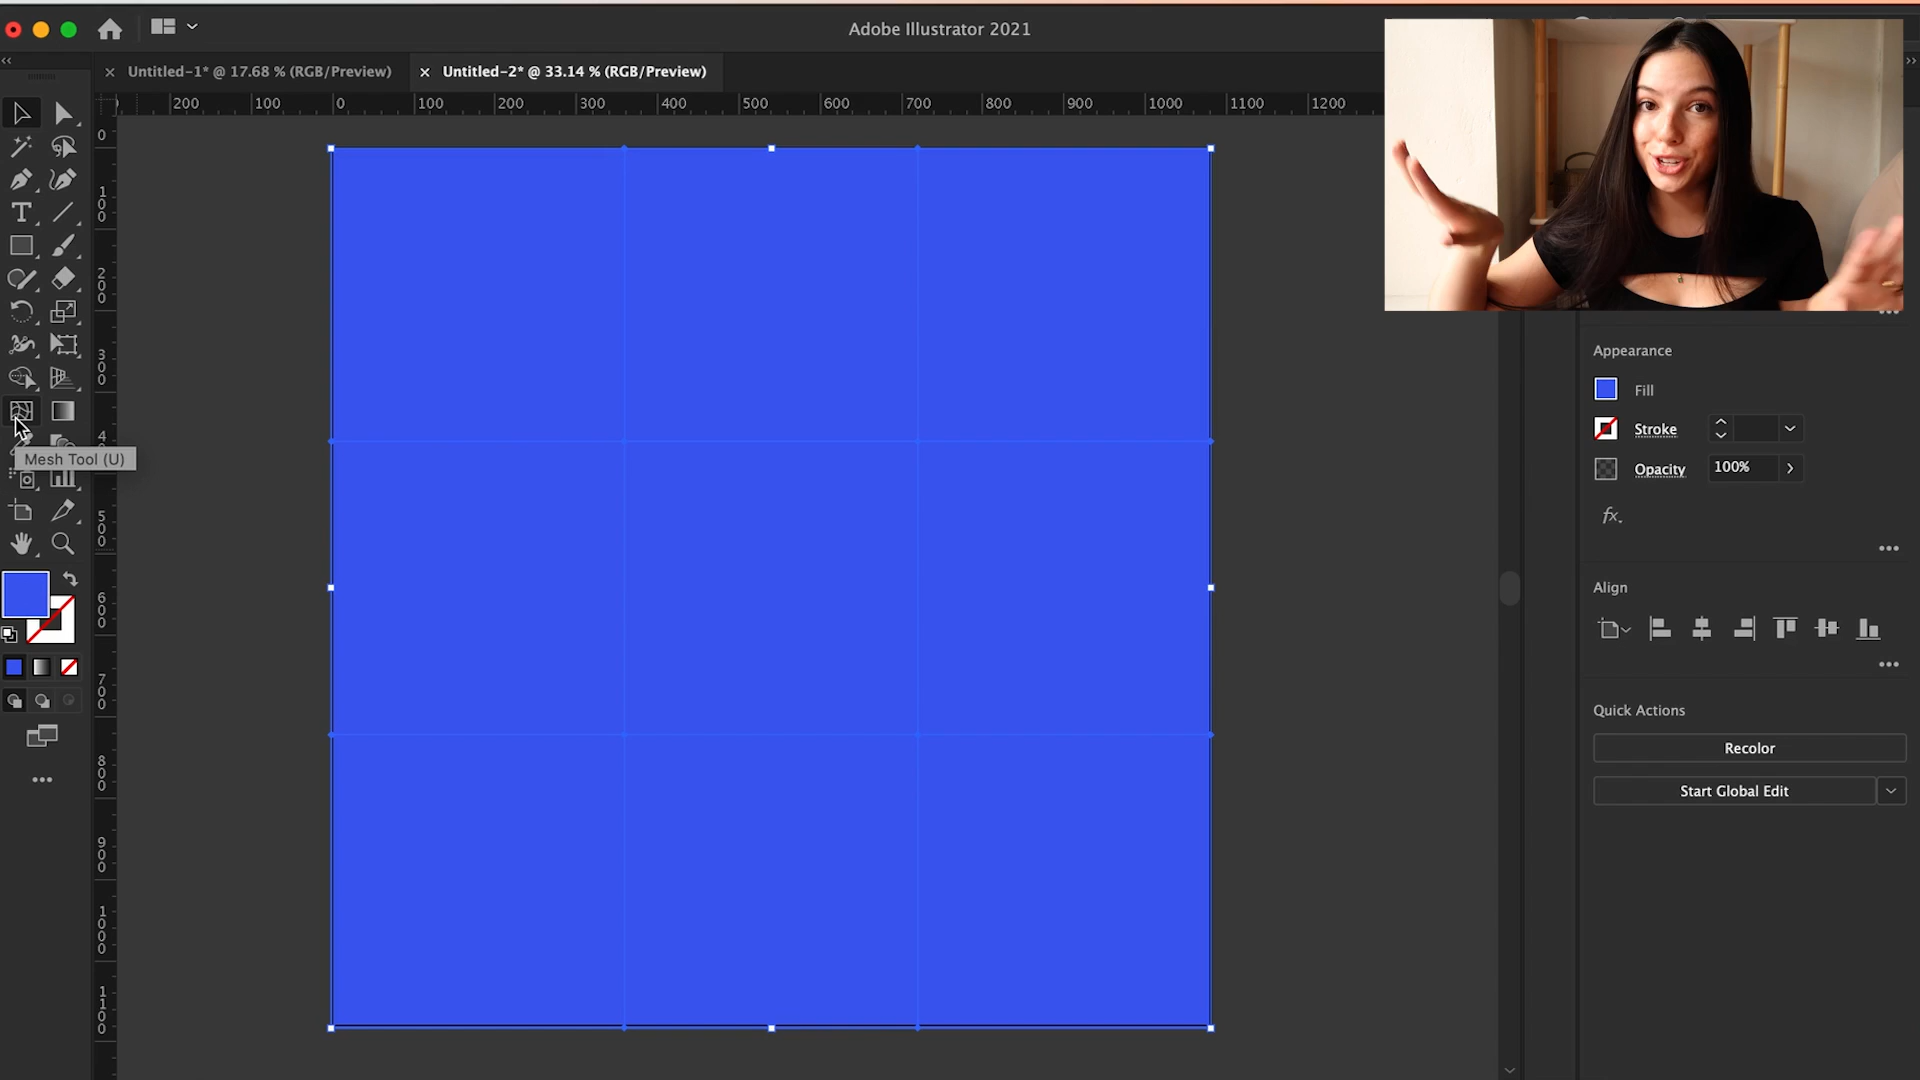 Adobe Illustrator 2021
Untitled-1* @ 17.68 % (RGB/Preview)
Untitled-2* @ 33.14 % (RGB/Preview)
200 100 0 100 200 300 400 500 600 700 800 900 1000 1100 1200
0
100
200
300
4
500
600
700
800
900
1000
1100
Mesh Tool (U)
Appearance
Fill
Stroke
Opacity 100%
fx.
Align
Quick Actions
Recolor
Start Global Edit